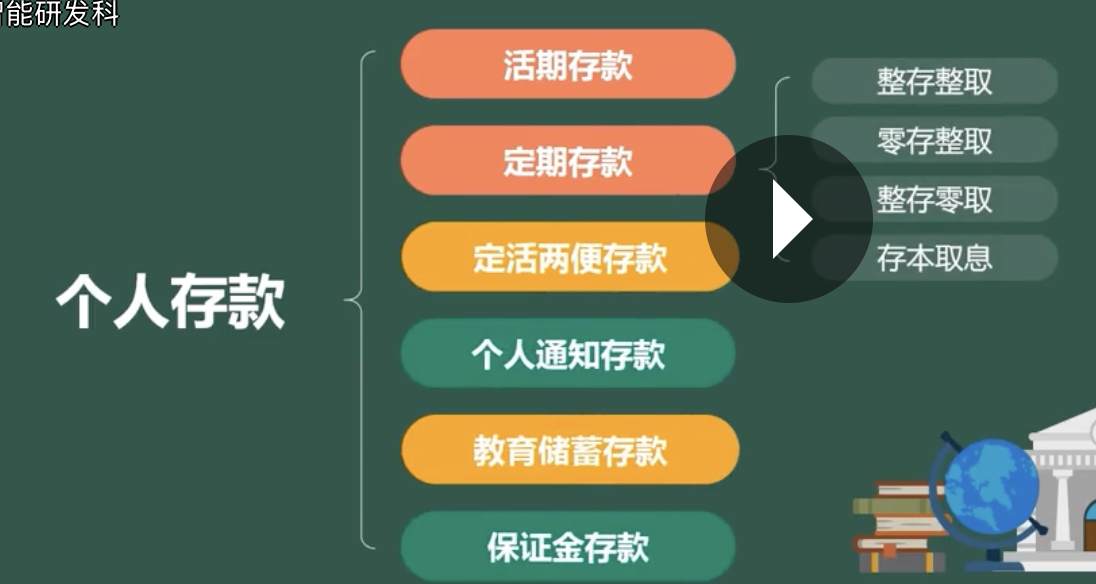 智能研发科
个人存款
活期存款
定期存款
定活两便存款
个人通知存款
教育储蓄存款
保证金存款
整存整取
零存整取
整存零取
存本取息